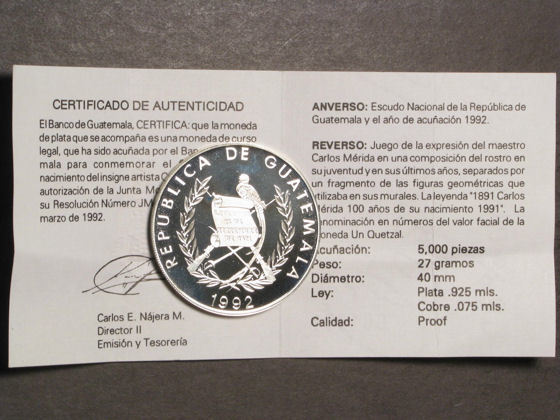 CERTIFICADO DE AUTENTICIDAD
El Banco de Guatemala, CERTIFICA: que la moneda
de plata que se acompaña es una moneda de curso
legal, que ha sido acuñada por el Ban
mala para conmemorar el
nacimiento del insigne artista
autorización de la Junta M
su Resolución Número JM
marzo de 1992.
Carlos E. Nájera M.
Director II
Emisión y Tesorería
REPUBLICA DE GUATEMALA
1992
ANVERSO: Escudo Nacional de la República de
Guatemala y el año de acuñación 1992.
REVERSO: Juego de la expresión del maestro
Carlos Mérida en una composición del rostro en
su juventud y en sus últimos años, separados por
un fragmento de las figuras geométricas que
utilizaba en sus murales. La leyenda "1891 Carlos
Mérida 100 años de su nacimiento 1991". La
denominación en números del valor facial de la
moneda Un Quetzal.
Acuñación: 5,000 piezas
Peso: 27 gramos
Diámetro: 40 mm
Ley: Plata .925 mls.
Cobre .075 mls.
Calidad: Proof